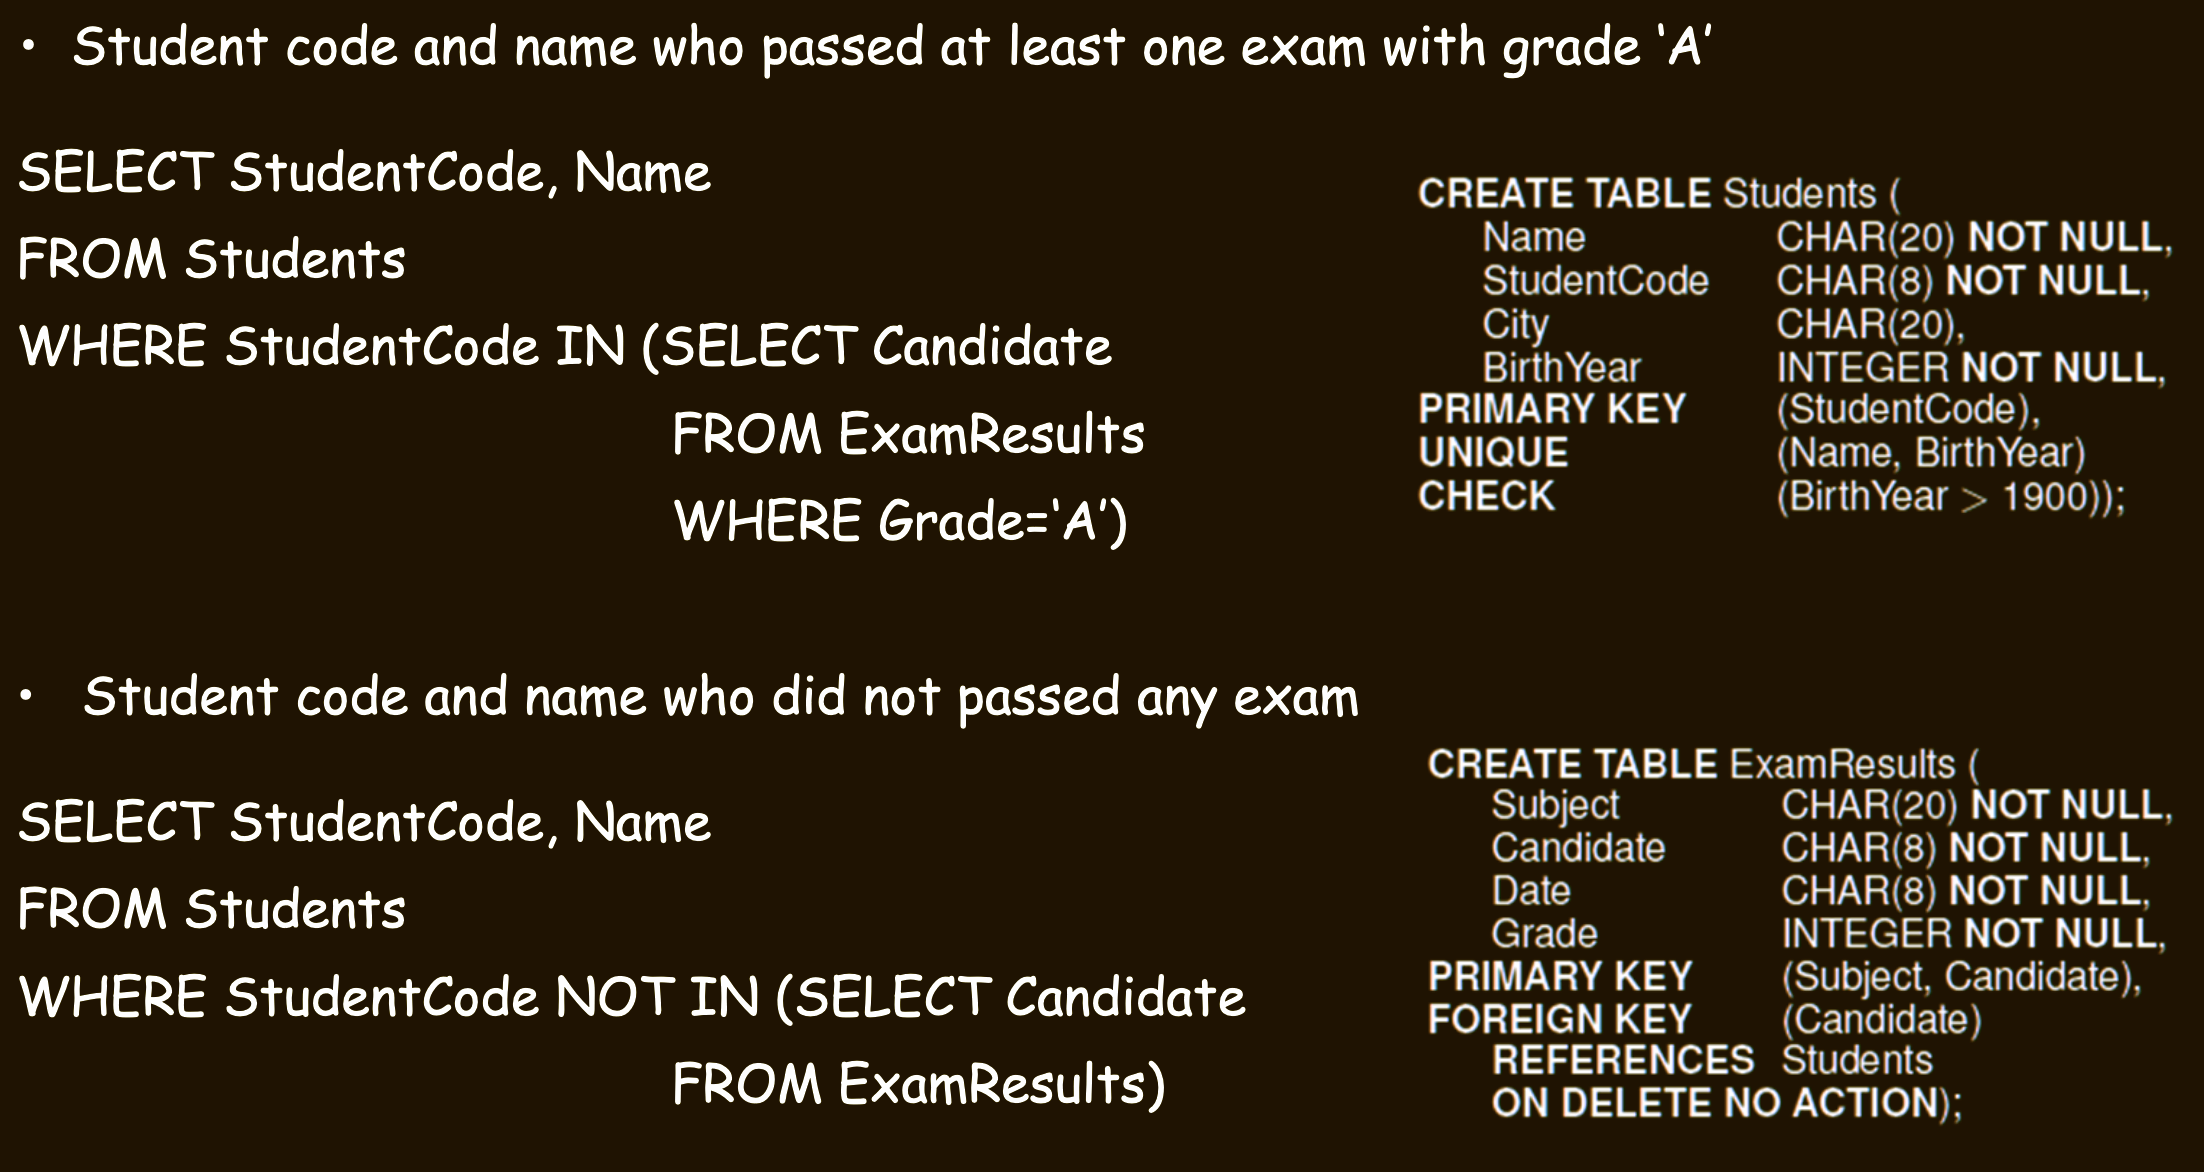 • Student code and name who passed at least one exam with grade ‘A’
SELECT StudentCode, Name
FROM Students
WHERE StudentCode IN (SELECT Candidate
FROM ExamResults
WHERE Grade=‘A’)
CREATE TABLE Students (
Name CHAR(20) NOT NULL,
StudentCode CHAR(8) NOT NULL,
City CHAR(20),
BirthYear INTEGER NOT NULL,
PRIMARY KEY (StudentCode),
UNIQUE (Name, BirthYear)
CHECK (BirthYear > 1900));
• Student code and name who did not passed any exam
SELECT StudentCode, Name
FROM Students
WHERE StudentCode NOT IN (SELECT Candidate
FROM ExamResults)
CREATE TABLE ExamResults (
Subject CHAR(20) NOT NULL,
Candidate CHAR(8) NOT NULL,
Date CHAR(8) NOT NULL,
Grade INTEGER NOT NULL,
PRIMARY KEY (Subject, Candidate),
FOREIGN KEY (Candidate)
REFERENCES Students
ON DELETE NO ACTION);